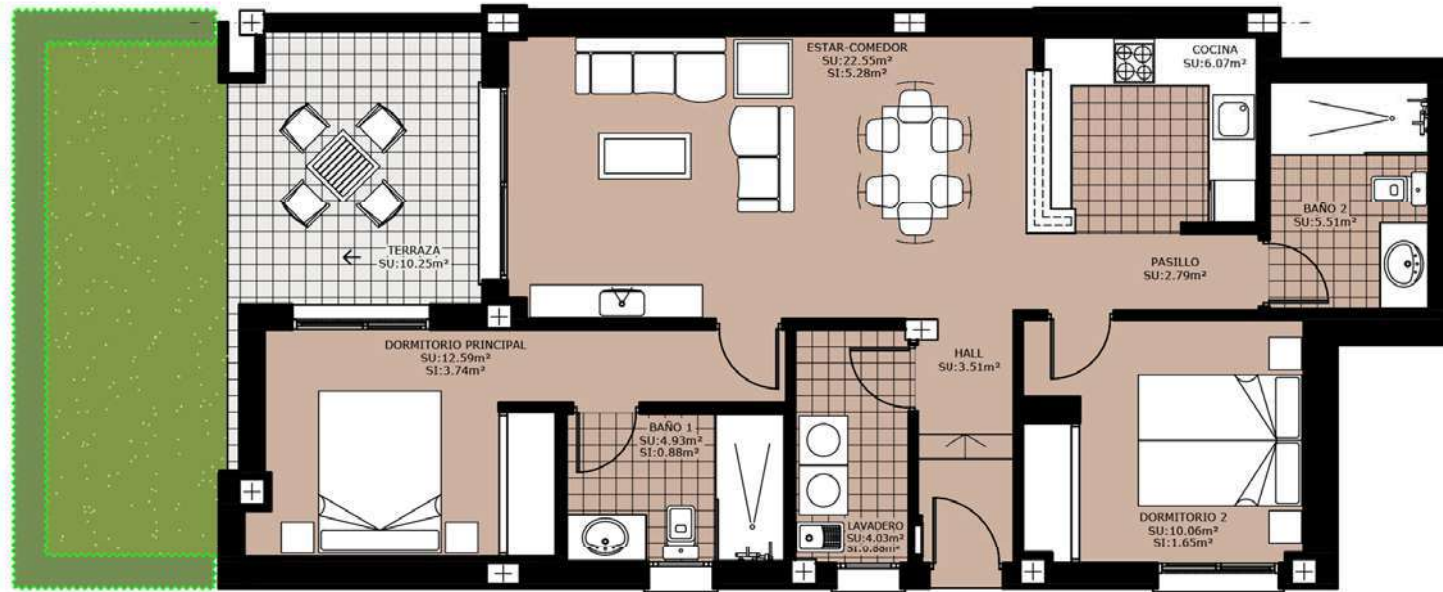 ESTAR-COMEDOR
SU:22.55m²
SI:5.28m²
COCINA
SU:6.07m²
BAÑO 2
SU:5.51m²
TERRAZA
SU:10.25m²
PASILLO
SU:2.79m²
DORMITORIO PRINCIPAL
SU:12.59m²
SI:3.74m²
HALL
SU:3.51m²
BAÑO 1
SU:4.93m²
SI:0.88m²
LAVADERO
SU:4.03m²
DORMITORIO 2
SU:10.06m²
SI:1.65m²